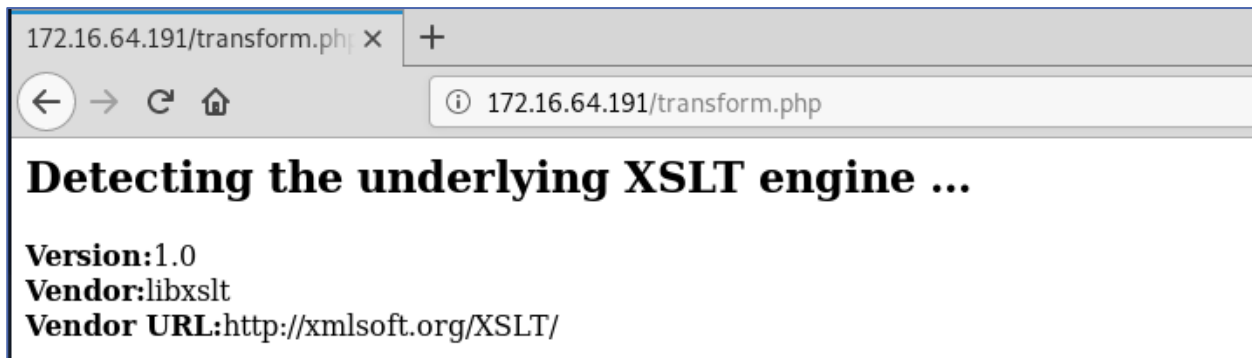 172.16.64.191/transform.ph
172.16.64.191/transform.php
Detecting the underlying XSLT engine ...
Version:1.0
Vendor:libxslt
Vendor URL:http://xmlsoft.org/XSLT/